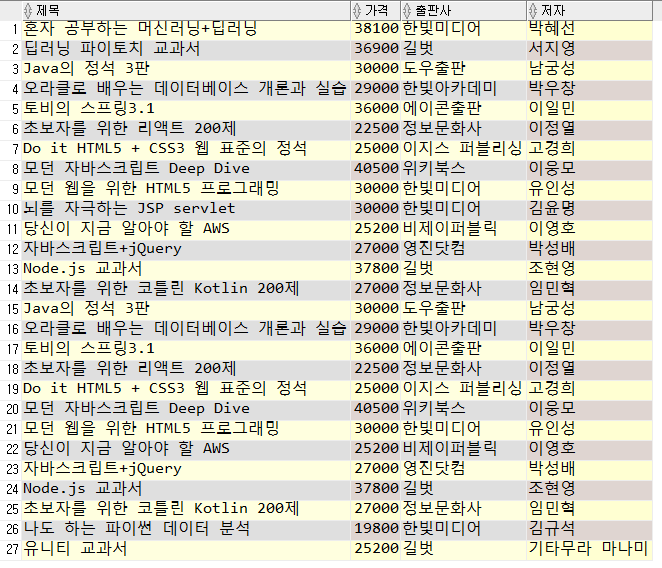 제목 가격 출판사 저자
1 혼자 공부하는 머신러닝+딥러닝 38100 한빛미디어 박혜선
2 딥러닝 파이토치 교과서 36900 길벗 서지영
3 Java의 정석 3판 30000 도우출판 남궁성
4 오라클로 배우는 데이터베이스 개론과 실습 29000 한빛아카데미 박우창
5 토비의 스프링3.1 36000 에이콘출판 이일민
6 초보자를 위한 리액트 200제 22500 정보문화사 이정열
7 Do it HTML5 + CSS3 웹 표준의 정석 25000 이지스 퍼블리싱 고경희
8 모던 자바스크립트 Deep Dive 40500 위키북스 이웅모
9 모던 웹을 위한 HTML5 프로그래밍 30000 한빛미디어 유인성
10 뇌를 자극하는 JSP servlet 30000 한빛미디어 김윤명
11 당신이 지금 알아야 할 AWS 25200 비제이퍼블릭 이영호
12 자바스크립트+jQuery 27000 영진닷컴 박성배
13 Node.js 교과서 37800 길벗 조현영
14 초보자를 위한 코틀린 Kotlin 200제 27000 정보문화사 임민혁
15 Java의 정석 3판 30000 도우출판 남궁성
16 오라클로 배우는 데이터베이스 개론과 실습 29000 한빛아카데미 박우창
17 토비의 스프링3.1 36000 에이콘출판 이일민
18 초보자를 위한 리액트 200제 22500 정보문화사 이정열
19 Do it HTML5 + CSS3 웹 표준의 정석 25000 이지스 퍼블리싱 고경희
20 모던 자바스크립트 Deep Dive 40500 위키북스 이웅모
21 모던 웹을 위한 HTML5 프로그래밍 30000 한빛미디어 유인성
22 당신이 지금 알아야 할 AWS 25200 비제이퍼블릭 이영호
23 자바스크립트+jQuery 27000 영진닷컴 박성배
24 Node.js 교과서 37800 길벗 조현영
25 초보자를 위한 코틀린 Kotlin 200제 27000 정보문화사 임민혁
26 나도 하는 파이썬 데이터 분석 19800 한빛미디어 김규석
27 유니티 교과서 25200 길벗 기타무라 마나미